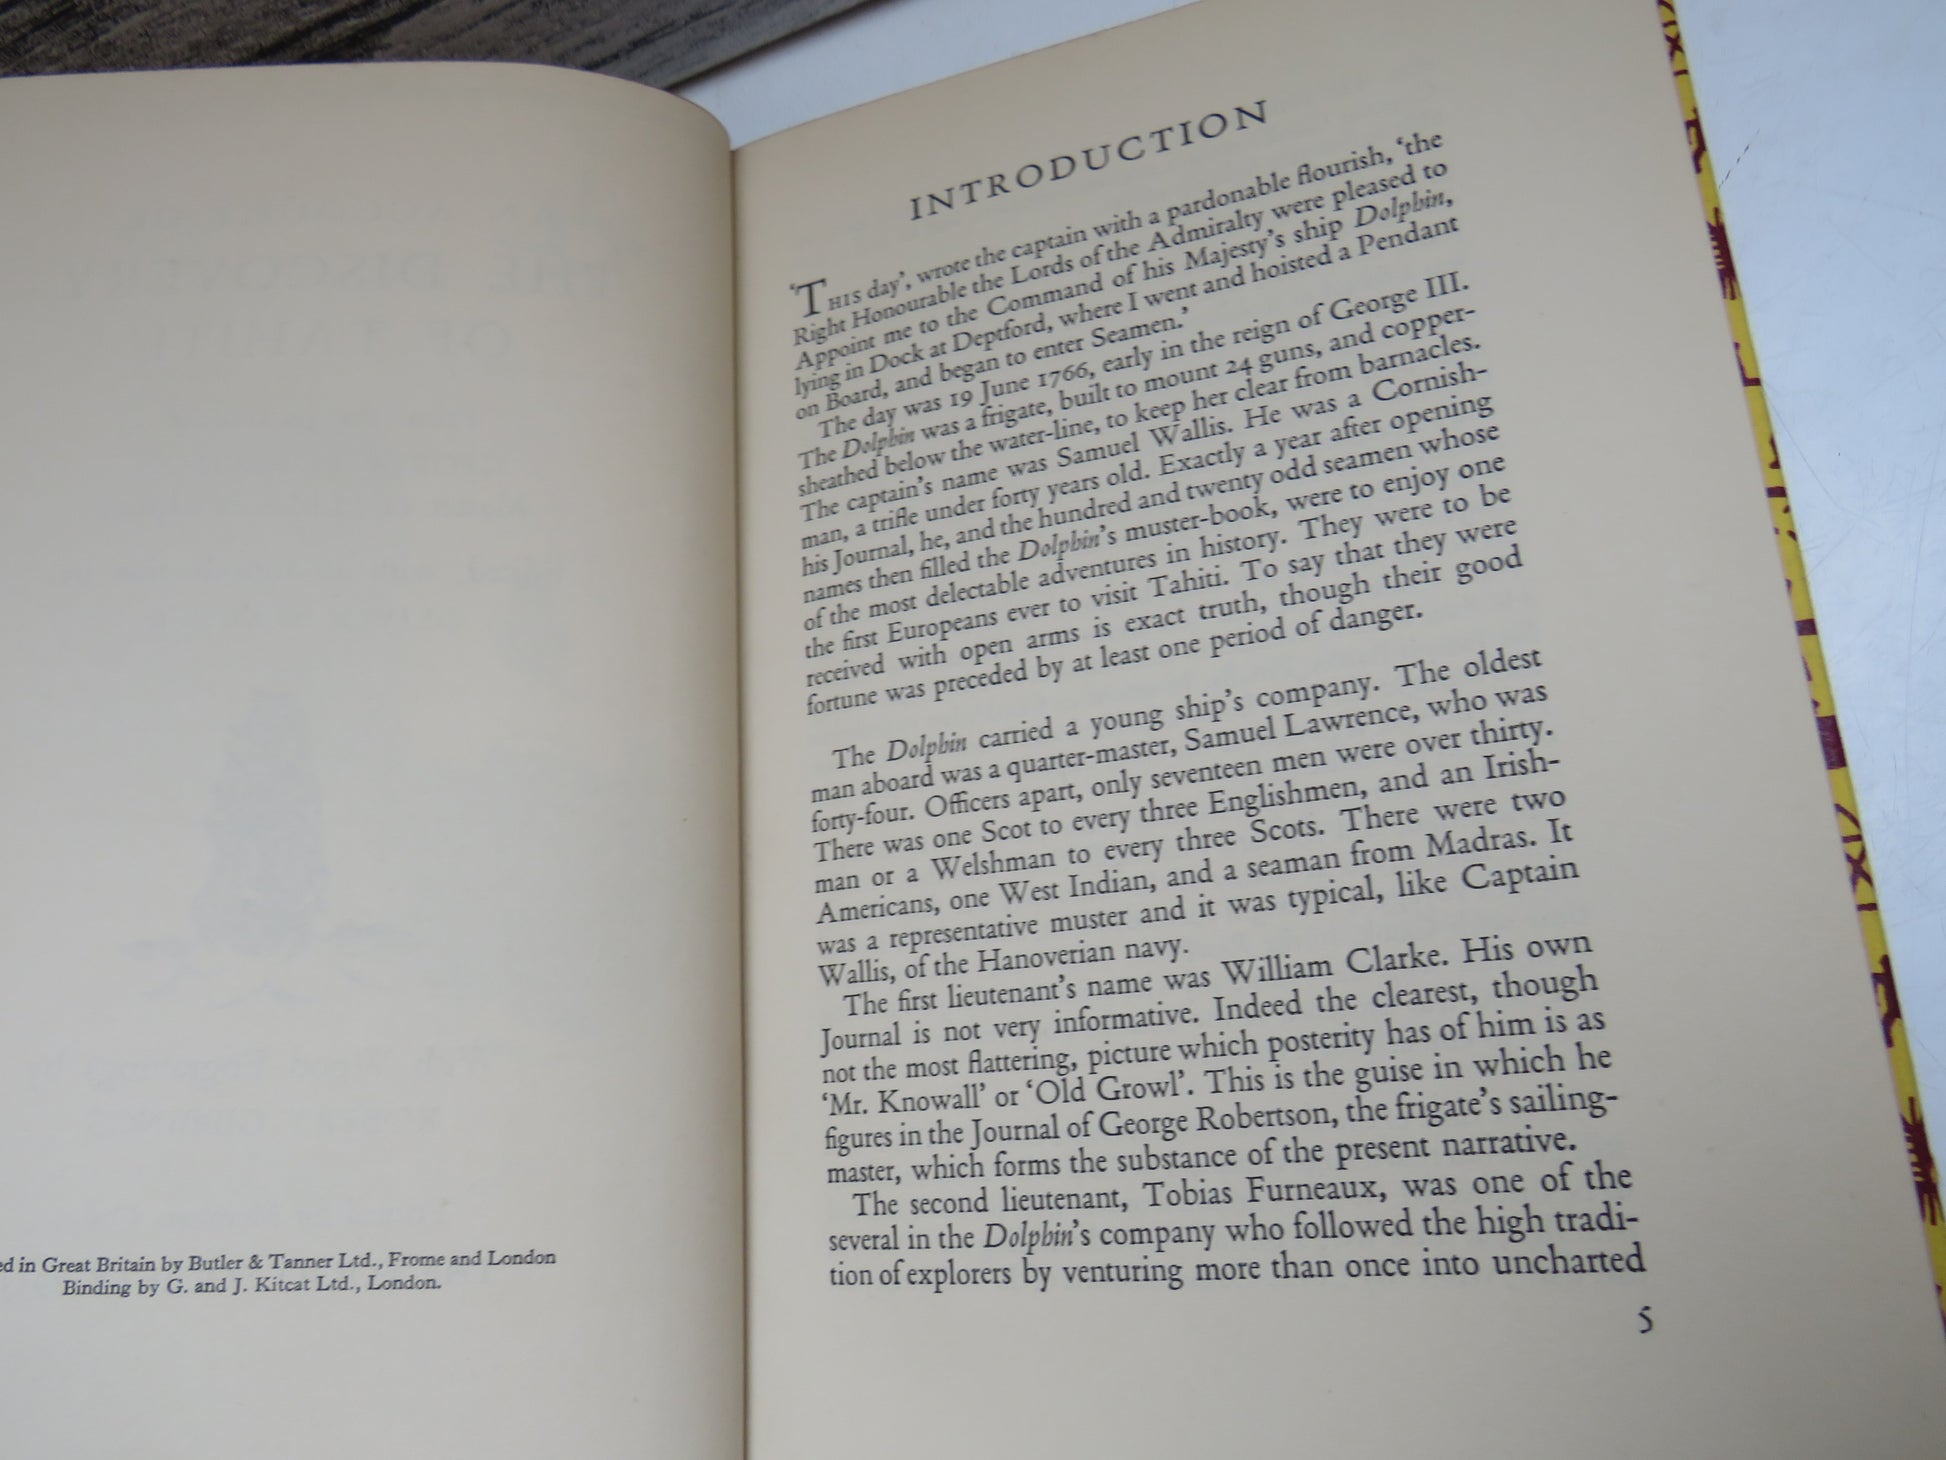 ed in Great Britain by Butler & Tanner Ltd., Frome and London
Binding by G. and J. Kitcat Ltd., London.
INTRODUCTION
‘THIS day’, wrote the captain with a pardonable flourish, ‘the
Right Honourable the Lords of the Admiralty were pleased to
Appoint me to the Command of his Majesty’s ship Dolphin,
lying in Dock at Deptford, where I went and hoisted a Pendant
on Board, and began to enter Seamen.’
The day was 19 June 1766, early in the reign of George III.
The Dolphin was a frigate, built to mount 24 guns, and copper-
sheathed below the water-line, to keep her clear from barnacles.
The captain’s name was Samuel Wallis. He was a Cornish-
man, a trifle under forty years old. Exactly a year after opening
his Journal, he, and the hundred and twenty odd seamen whose
names then filled the Dolphin’s muster-book, were to enjoy one
of the most delectable adventures in history. They were to be
the first Europeans ever to visit Tahiti. To say that they were
received with open arms is exact truth, though their good
fortune was preceded by at least one period of danger.
The Dolphin carried a young ship’s company. The oldest
man aboard was a quarter-master, Samuel Lawrence, who was
forty-four. Officers apart, only seventeen men were over thirty.
There was one Scot to every three Englishmen, and an Irish-
man or a Welshman to every three Scots. There were two
Americans, one West Indian, and a seaman from Madras. It
was a representative muster and it was typical, like Captain
Wallis, of the Hanoverian navy.
The first lieutenant’s name was William Clarke. His own
Journal is not very informative. Indeed the clearest, though
not the most flattering, picture which posterity has of him is as
‘Mr. Knowall’ or ‘Old Growl’. This is the guise in which he
figures in the Journal of George Robertson, the frigate’s sailing-
master, which forms the substance of the present narrative.
The second lieutenant, Tobias Furneaux, was one of the
several in the Dolphin’s company who followed the high tradi-
tion of explorers by venturing more than once into uncharted
5